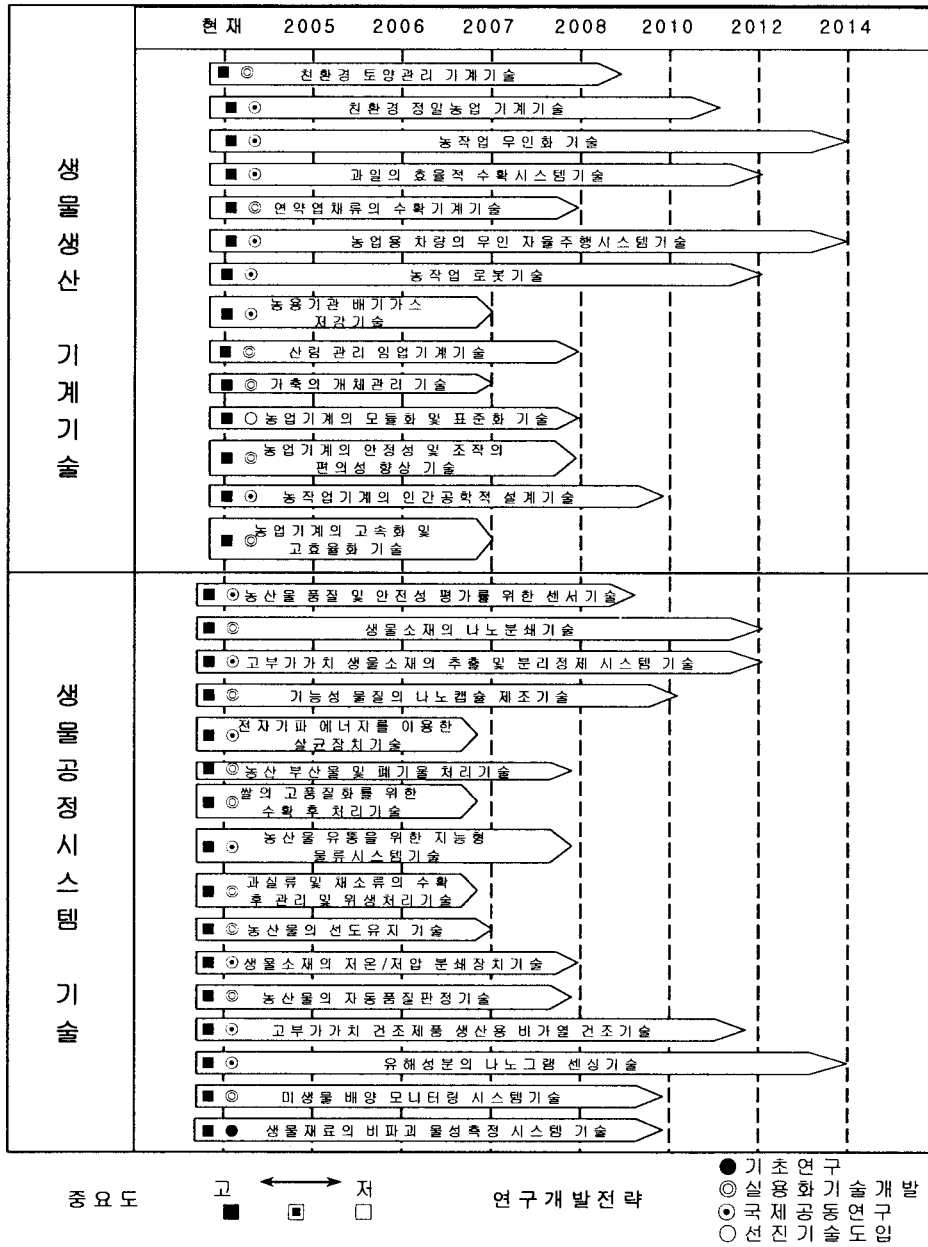 현재 2005 2006 2007 2008 2010 2012 2014
생물생산 기계기술
친환경 토양관리 기계기술
친환경 정밀농업 기계기술
농작업 무인화 기술
과일의 효율적 수확시스템기술
연약엽채류의 수확기계기술
농업용 차량의 무인 자율주행시스템기술
농작업 로봇기술
농용기관 배기가스
저감기술
산림 관리 임업기계기술
가축의 개체관리 기술
농업기계의 모듈화 및 표준화 기술
농업기계의 안정성 및 조작의
편의성 향상 기술
농작업기계의 인간공학적 설계기술
농업기계의 고속화 및
고효율화 기술
생물공정시스템 기술
농산물 품질 및 안전성 평가를 위한 센서기술
생물소재의 나노분쇄기술
고부가가치 생물소재의 추출 및 분리정제 시스템 기술
기능성 물질의 나노캡슐 제조기술
전자기파 에너지를 이용한
살균장치기술
농산 부산물 및 폐기물 처리기술
쌀의 고품질화를 위한
수확 후 처리기술
농산물 유통을 위한 지능형
물류시스템기술
과실류 및 채소류의 수확
후 관리 및 위생처리기술
농산물의 선도유지 기술
생물소재의 저온/저압 분쇄장치기술
농산물의 자동품질판정기술
고부가가치 건조제품 생산용 비가열 건조기술
유해성분의 나노그램 센싱기술
미생물 배양 모니터링 시스템기술
생물재료의 비파괴 물성측정 시스템 기술
중요도 고 저
연구개발전략
기초연구
실용화기술개발
국제공동연구
선진기술도입